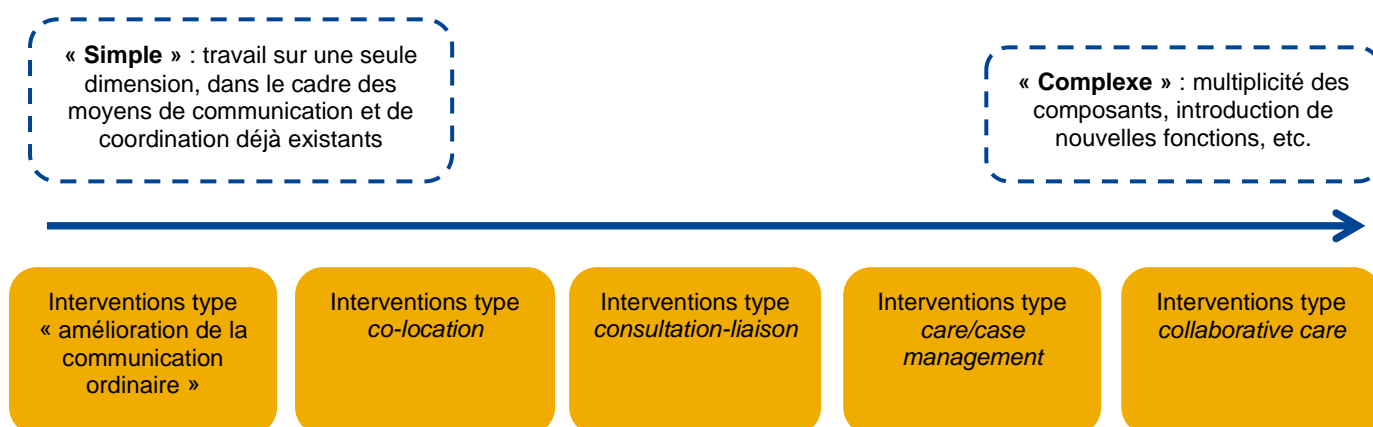 « Simple » : travail sur une seule
dimension, dans le cadre des
moyens de communication et de
coordination déjà existants
« Complexe » : multiplicité des
composants, introduction de
nouvelles fonctions, etc.
Interventions type
« amélioration de la
communication
ordinaire »
Interventions type
co-location
Interventions type
consultation-liaison
Interventions type
care/case
management
Interventions type
collaborative care